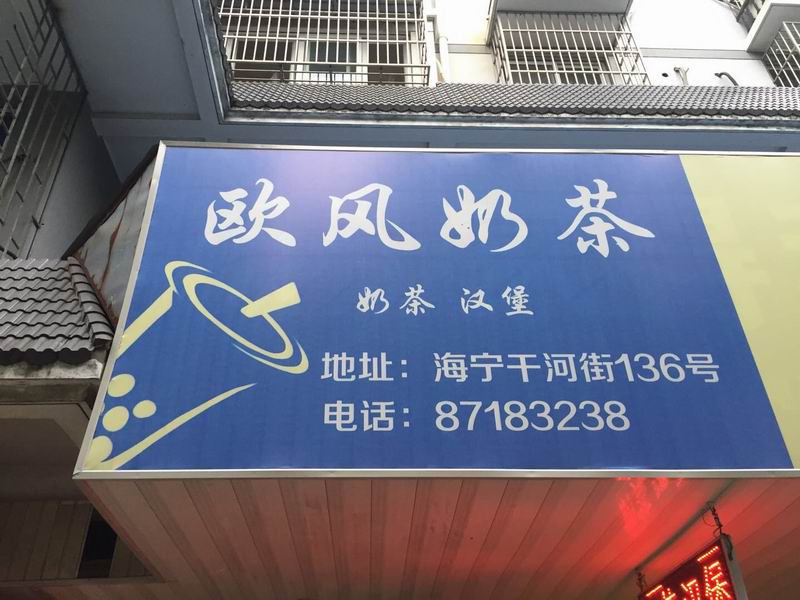 欧风奶茶
奶茶 汉堡
地址：海宁干河街136号
电话：87183238